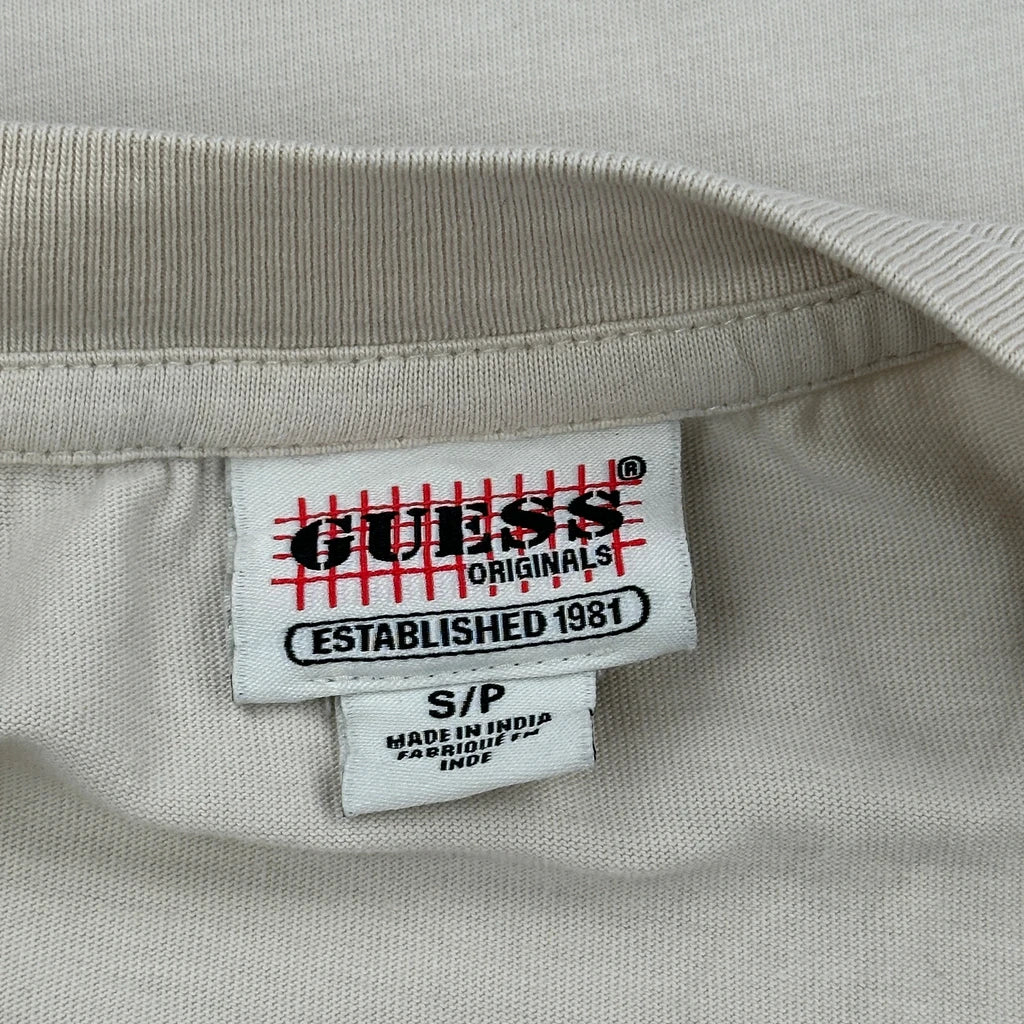 GUESS®
ORIGINALS
ESTABLISHED 1981
S/P
MADE IN INDIA
FABRIQUÉ EN
INDE